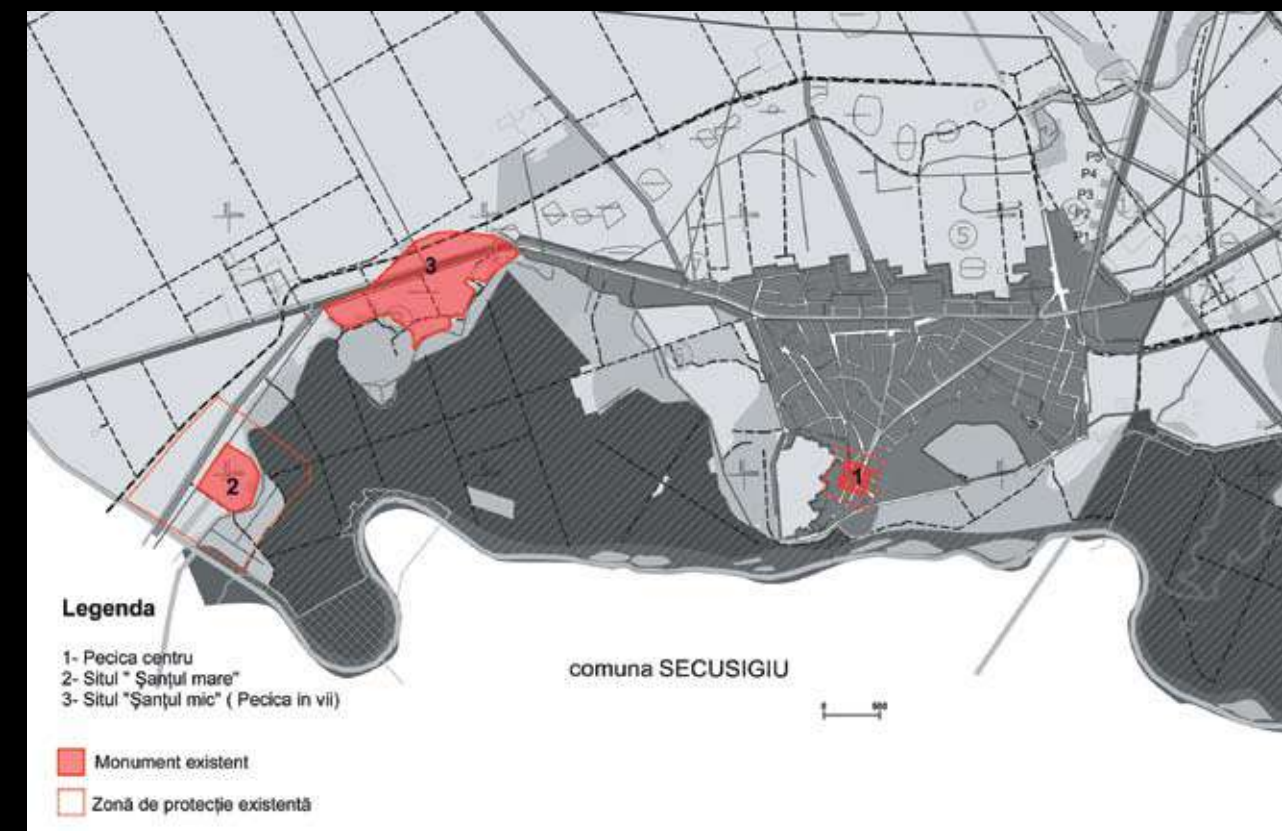 3
5
P5
P4
P3
P2
2
1
Legenda
1- Pecica centru
2- Situl " Șanțul mare"
3- Situl "Șanțul mic" ( Pecica in vii)
comuna SECUSIGIU
0
Monument existent
Zonă de protecție existentă